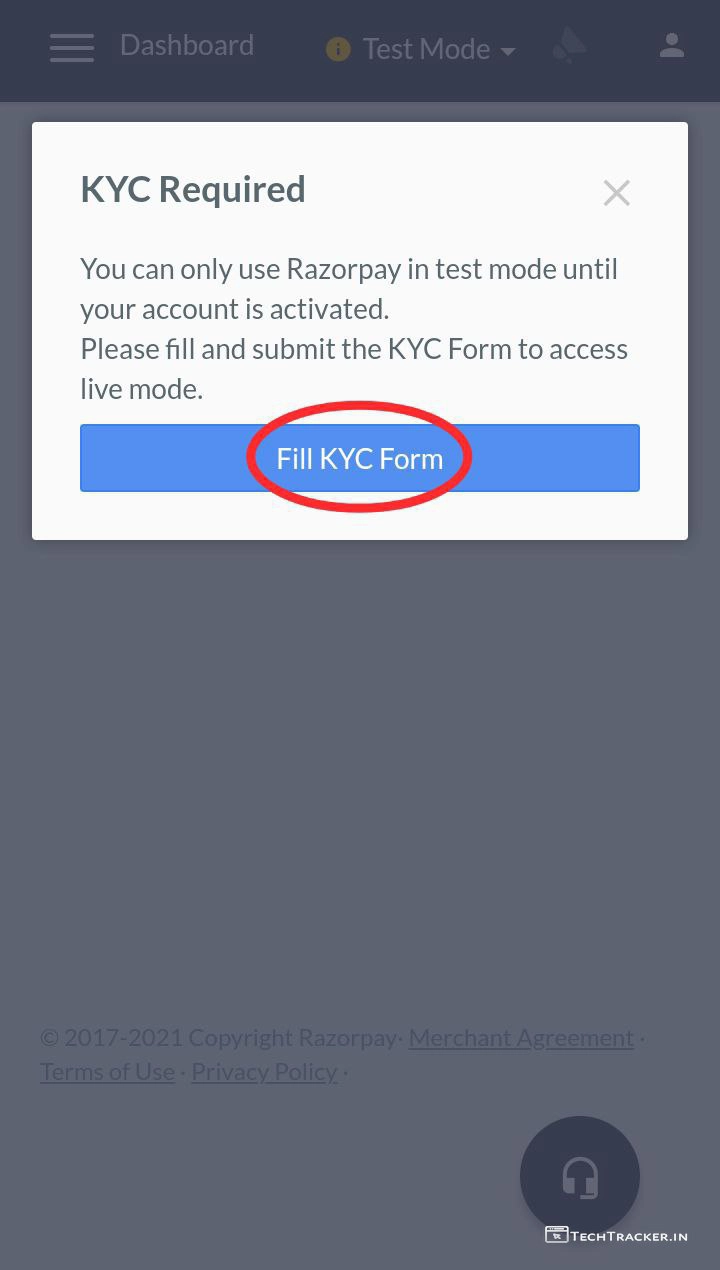 Dashboard
Test Mode
KYC Required
You can only use Razorpay in test mode until
your account is activated.
Please fill and submit the KYC Form to access
live mode.
Fill KYC Form
© 2017-2021 Copyright Razorpay· Merchant Agreement ·
Terms of Use · Privacy Policy ·
TechTracker.in